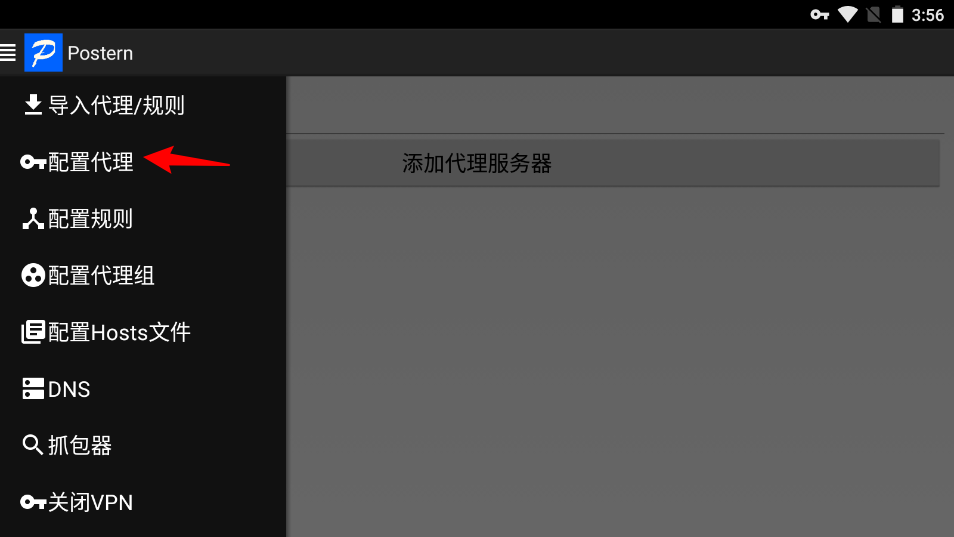 3:56
Postern
导入代理/规则
配置代理
添加代理服务器
配置规则
配置代理组
配置Hosts文件
DNS
抓包器
关闭VPN